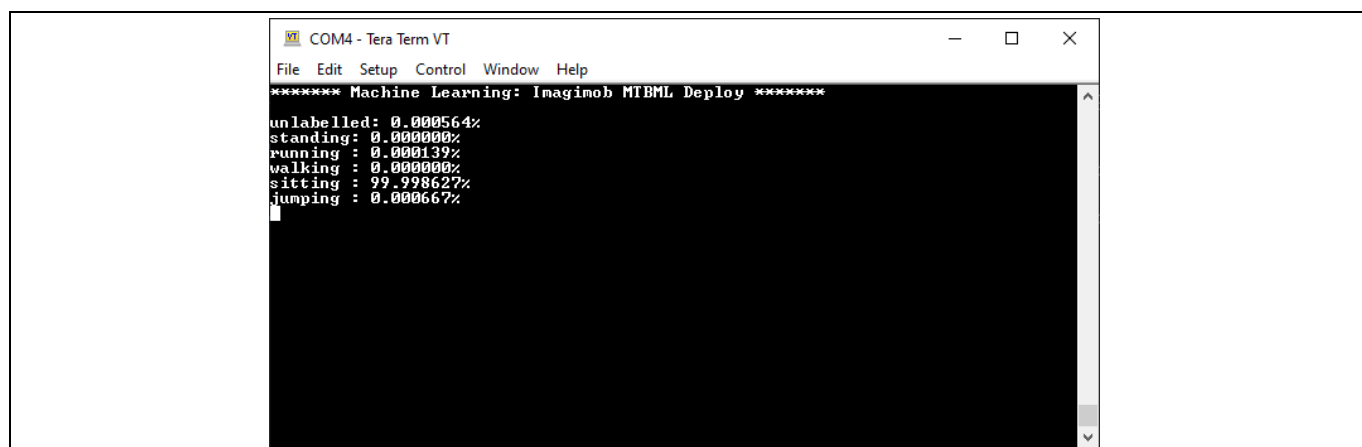 COM4 - Tera Term VT
File Edit Setup Control Window Help
******* Machine Learning: Imagimob MTBML Deploy *******
unlabelled: 0.000564%
standing: 0.000000%
running : 0.000139%
walking : 0.000000%
sitting : 99.998627%
jumping : 0.000667%